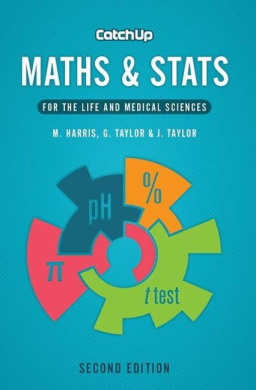 CatchUp
MATHS & STATS
FOR THE LIFE AND MEDICAL SCIENCES
M. HARRIS, G. TAYLOR & J. TAYLOR
pH
%
π
t test
SECOND EDITION